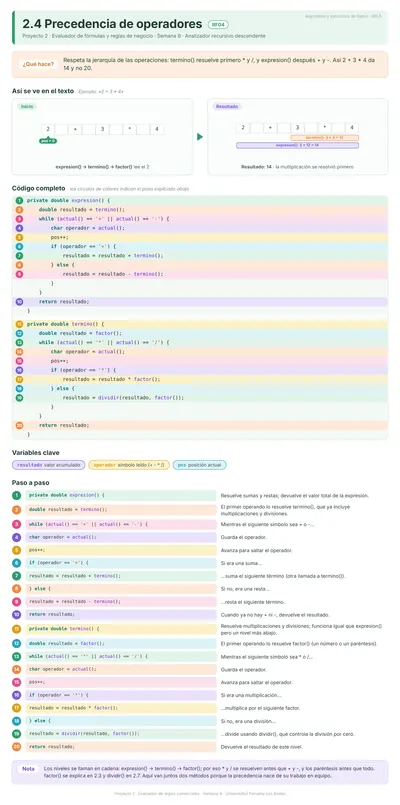 Algoritmos y estructura de datos - UPLA
2.4 Precedencia de operadores RF04
Proyecto 2 · Evaluador de fórmulas y reglas de negocio · Semana 9 · Analizador recursivo descendente
¿Qué hace?
Respeta la jerarquía de las operaciones: termino() resuelve primero * y /, y expresion() después + y -. Así 2 + 3 * 4 da
14 y no 20.
Así se ve en el texto
Inicio
2 + 3 * 4
pos = 0
expresion() → termino() → factor() lee el 2
Resultado
2 + 3 * 4
termino(): 3 * 4 = 12
expresion(): 2 + 12 = 14
Resultado: 14 · la multiplicación se resolvió primero
Código completo los círculos de colores indican el paso explicado abajo
1 private double expresion() {
2 double resultado = termino();
3 while (actual() == '+' || actual() == '-') {
4 char operador = actual();
5 pos++;
6 if (operador == '+') {
7 resultado = resultado + termino();
8 } else {
9 resultado = resultado - termino();
}
}
10 return resultado;
}
11 private double termino() {
12 double resultado = factor();
13 while (actual() == '*' || actual() == '/') {
14 char operador = actual();
15 pos++;
16 if (operador == '*') {
17 resultado = resultado * factor();
18 } else {
19 resultado = dividir(resultado, factor());
}
}
20 return resultado;
}
Variables clave
resultado valor acumulado
operador símbolo leído (+ - * /)
pos posición actual
Paso a paso
1 private double expresion() { Resuelve sumas y restas; devuelve el valor total de la expresión.
2 double resultado = termino(); El primer operando lo resuelve termino(), que ya incluye
multiplicaciones y divisiones.
3 while (actual() == '+' || actual() == '-') { Mientras el siguiente símbolo sea + o -...
4 char operador = actual(); Guarda el operador.
5 pos++; Avanza para saltar el operador.
6 if (operador == '+') { Si era una suma...
7 resultado = resultado + termino(); ...suma el siguiente término (otra llamada a termino()).
8 } else { Si no, era una resta...
9 resultado = resultado - termino(); ...resta el siguiente término.
10 return resultado; Cuando ya no hay + ni -, devuelve el resultado.
11 private double termino() { Resuelve multiplicaciones y divisiones; funciona igual que expresion()
pero un nivel más abajo.
12 double resultado = factor(); El primer operando lo resuelve factor() (un número o un paréntesis).
13 while (actual() == '*' || actual() == '/') { Mientras el siguiente símbolo sea * o /...
14 char operador = actual(); Guarda el operador.
15 pos++; Avanza para saltar el operador.
16 if (operador == '*') { Si era una multiplicación...
17 resultado = resultado * factor(); ...multiplica por el siguiente factor.
18 } else { Si no, era una división...
19 resultado = dividir(resultado, factor()); ...divide usando dividir(), que controla la división por cero.
20 return resultado; Devuelve el resultado de este nivel.
Nota
Los niveles se llaman en cadena: expresion() → termino() → factor(); por eso * y / se resuelven antes que + y -, y los paréntesis antes que todo.
factor() se explica en 2.3 y dividir() en 2.7. Aquí van juntos dos métodos porque la precedencia nace de su trabajo en equipo.